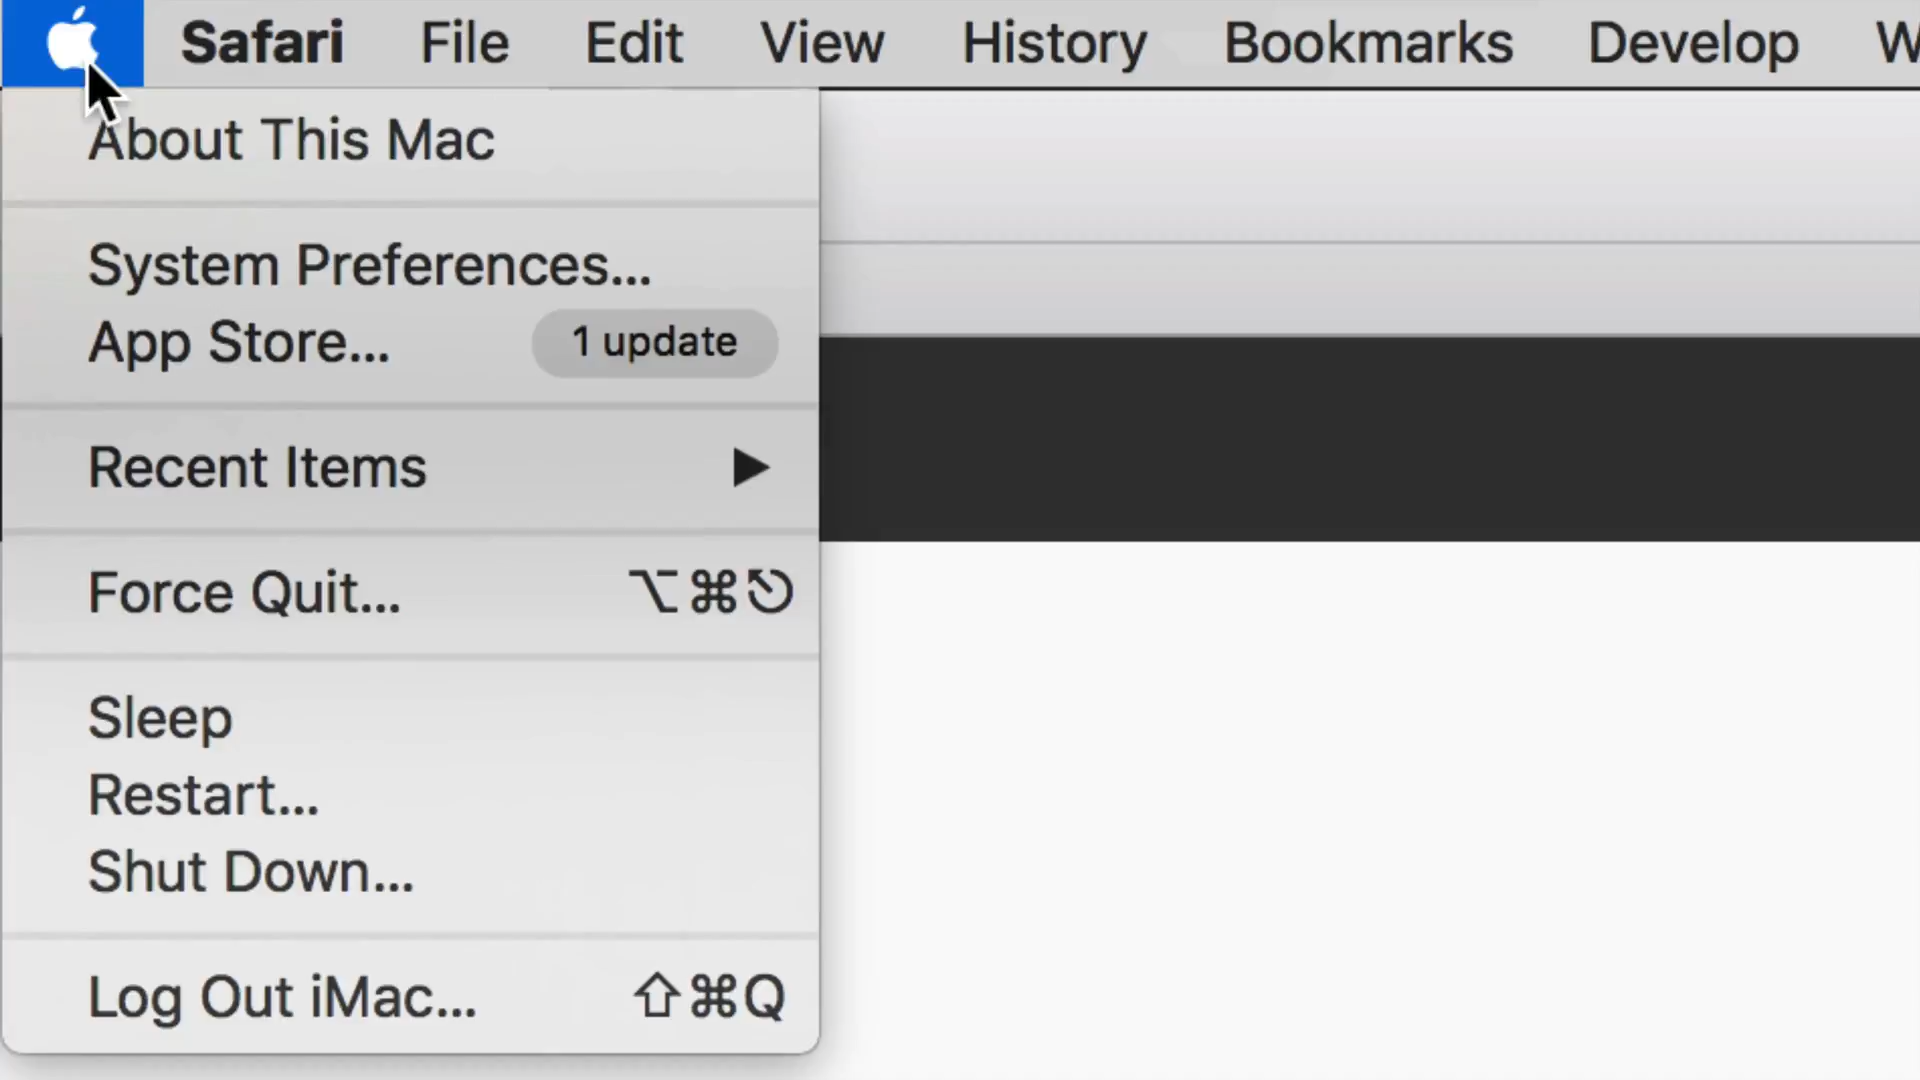 Safari File Edit View History Bookmarks Develop
About This Mac
System Preferences...
App Store... 1 update
Recent Items ▶
Force Quit... ⌥⌘⎋
Sleep
Restart...
Shut Down...
Log Out iMac... ⇧⌘Q